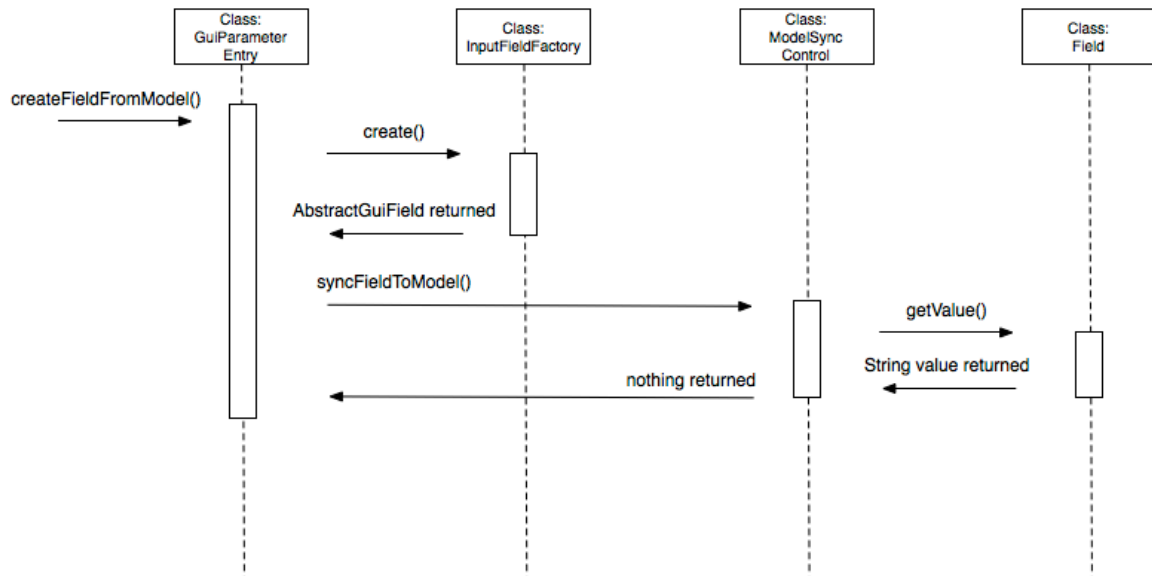 Class:
GuiParameter
Entry
Class:
InputFieldFactory
Class:
ModelSync
Control
Class:
Field
createFieldFromModel()
create()
AbstractGuiField returned
syncFieldToModel()
getValue()
String value returned
nothing returned